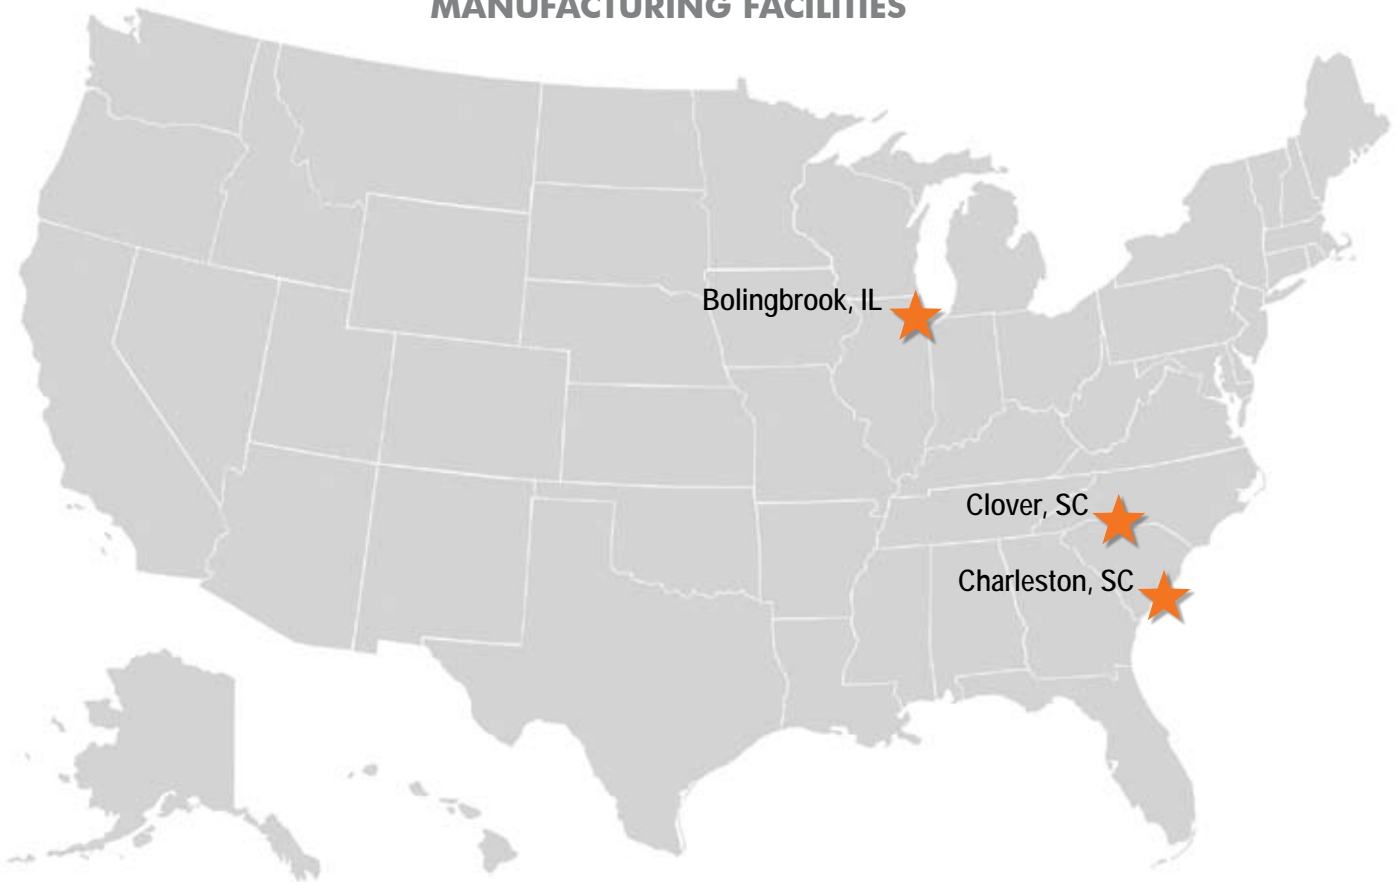 MANUFACTURING FACILITIES
Bolingbrook, IL
Clover, SC
Charleston, SC